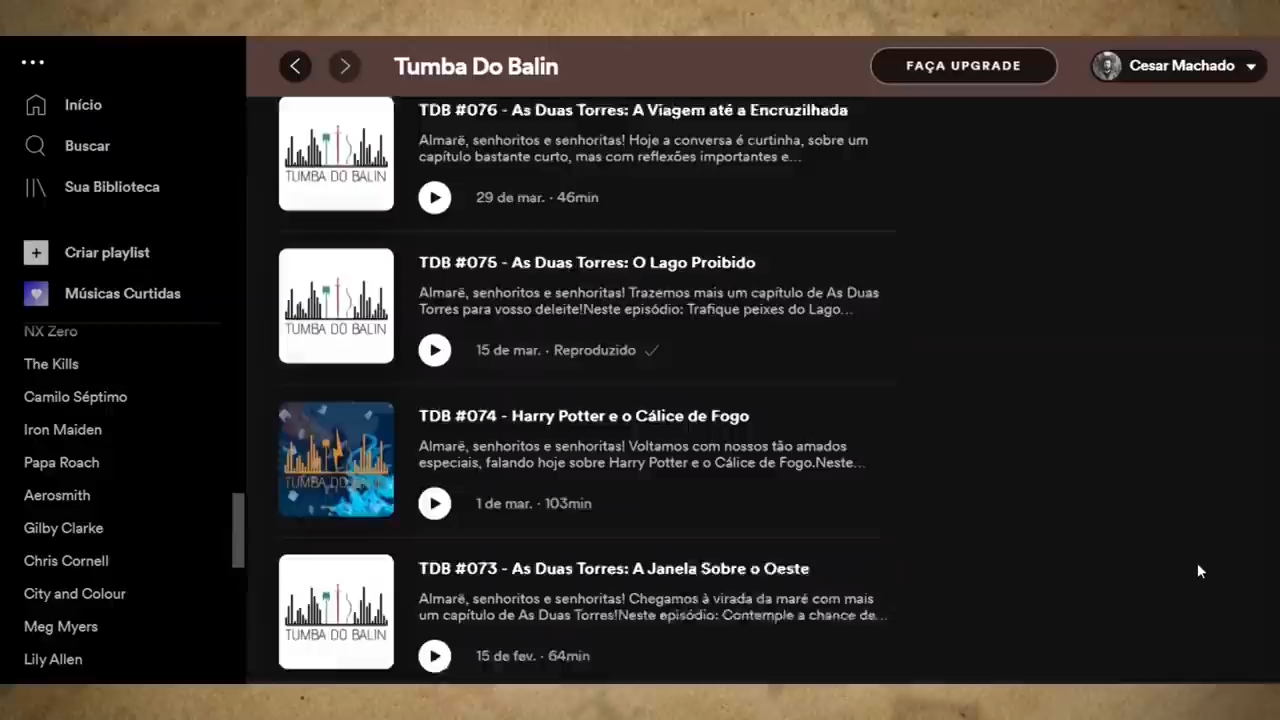 Tumba Do Balin
FAÇA UPGRADE
Cesar Machado
Início
Buscar
Sua Biblioteca
Criar playlist
Músicas Curtidas
NX Zero
The Kills
Camilo Séptimo
Iron Maiden
Papa Roach
Aerosmith
Gilby Clarke
Chris Cornell
City and Colour
Meg Myers
Lily Allen
TUMBA DO BALIN
TDB #076 - As Duas Torres: A Viagem até a Encruzilhada
Almarë, senhoritos e senhoritas! Hoje a conversa é curtinha, sobre um
capítulo bastante curto, mas com reflexões importantes e...
29 de mar. · 46min
TUMBA DO BALIN
TDB #075 - As Duas Torres: O Lago Proibido
Almarë, senhoritos e senhoritas! Trazemos mais um capítulo de As Duas
Torres para vosso deleite!Neste episódio: Trafique peixes do Lago...
15 de mar. · Reproduzido
TUMBA DO BALIN
TDB #074 - Harry Potter e o Cálice de Fogo
Almarë, senhoritos e senhoritas! Voltamos com nossos tão amados
especiais, falando hoje sobre Harry Potter e o Cálice de Fogo.Neste...
1 de mar. · 103min
TUMBA DO BALIN
TDB #073 - As Duas Torres: A Janela Sobre o Oeste
Almarë, senhoritos e senhoritas! Chegamos à virada da maré com mais
um capítulo de As Duas Torres!Neste episódio: Contemple a chance de...
15 de fev. · 64min